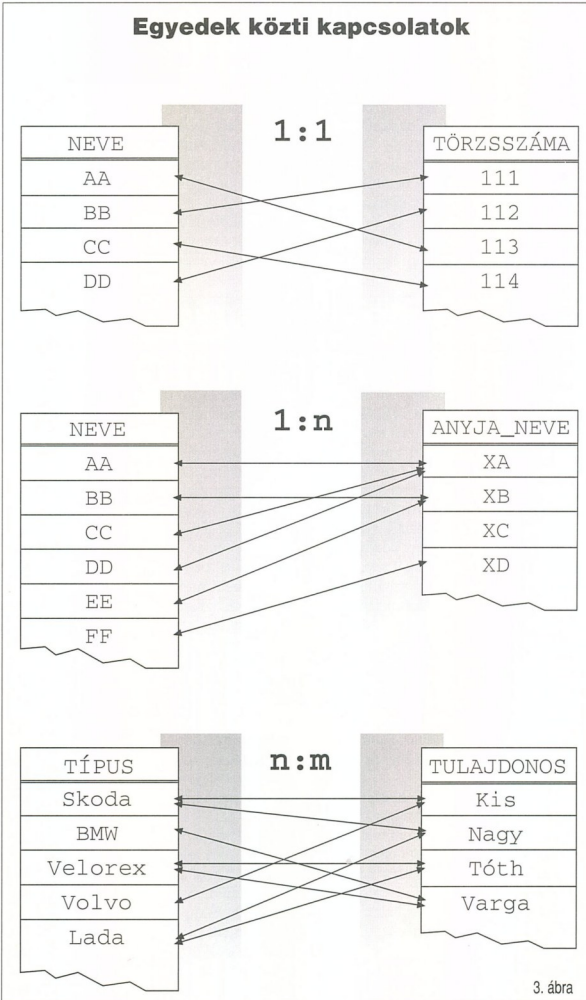 Egyedek közti kapcsolatok
1:1
NEVE
AA
BB
CC
DD
TÖRZSSZÁMA
111
112
113
114
1:n
NEVE
AA
BB
CC
DD
EE
FF
ANYJA_NEVE
XA
XB
XC
XD
n:m
TÍPUS
Skoda
BMW
Velorex
Volvo
Lada
TULAJDONOS
Kis
Nagy
Tóth
Varga
3. ábra